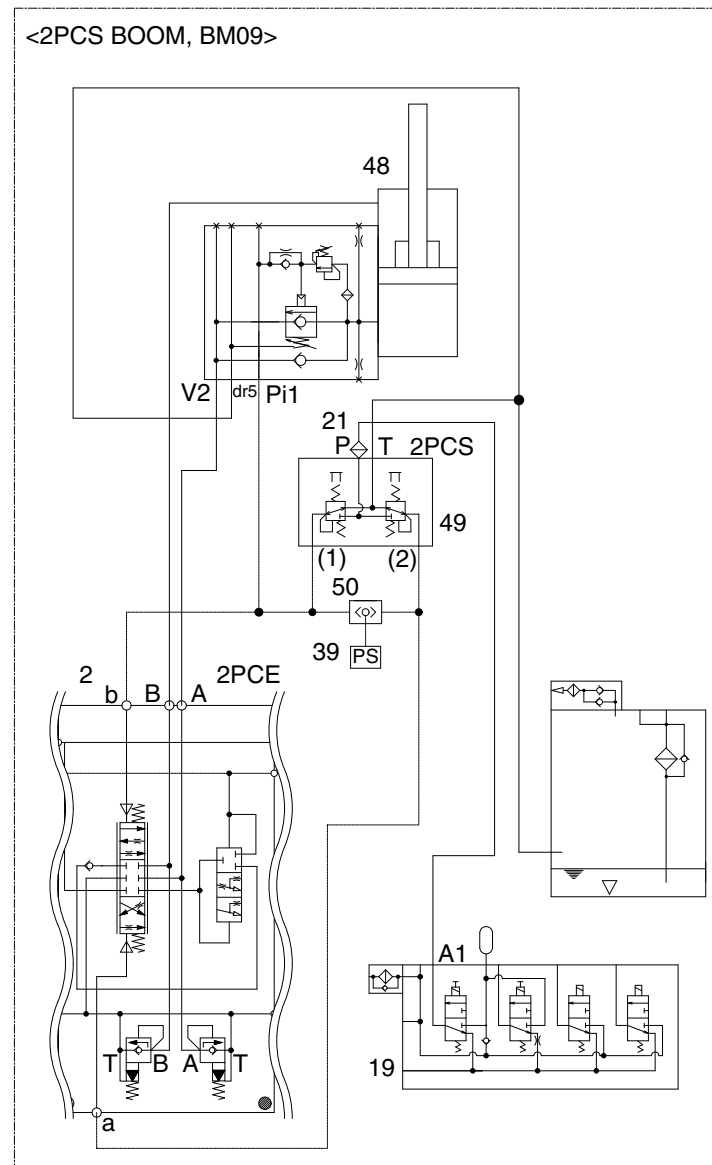 <2PCS BOOM, BM09>
48
V2 dr5 Pi1
21
P T 2PCS
49
(1) (2)
50
39 PS
2 2PCE
b B A
A1
T B A T
19
a